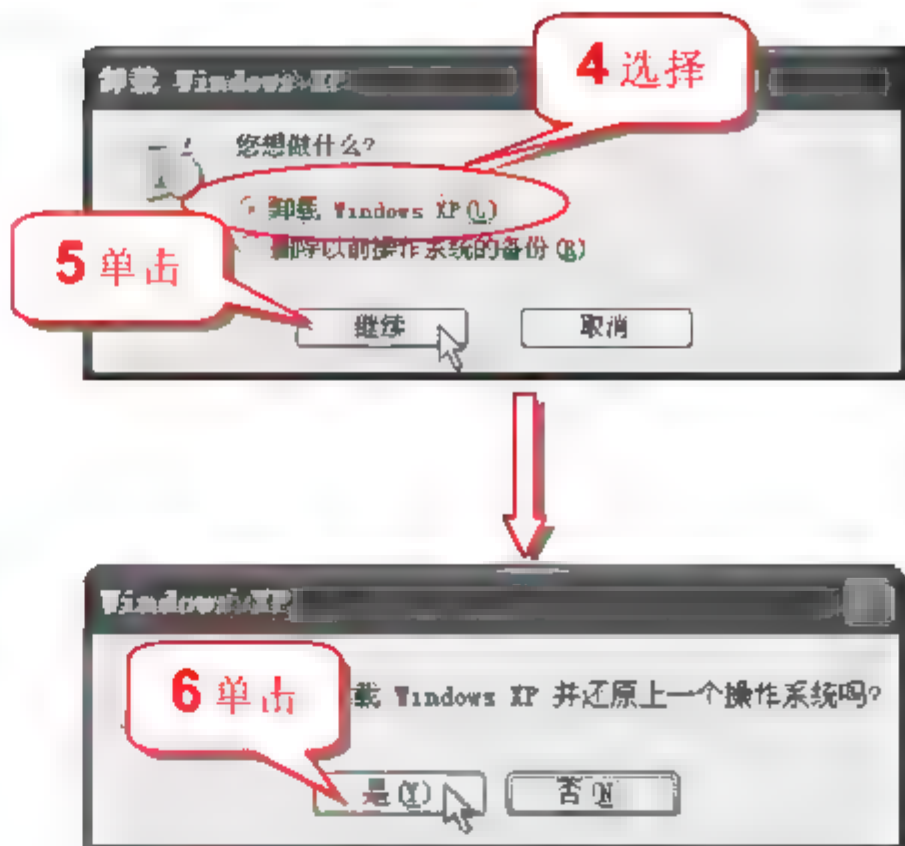 4 选择
卸载 Windows XP
您想做什么?
卸载 Windows XP(L)
删除以前操作系统的备份(R)
5 单击
继续
取消
Windows XP
6 单击
载 Windows XP 并还原上一个操作系统吗?
是(Y)
否(N